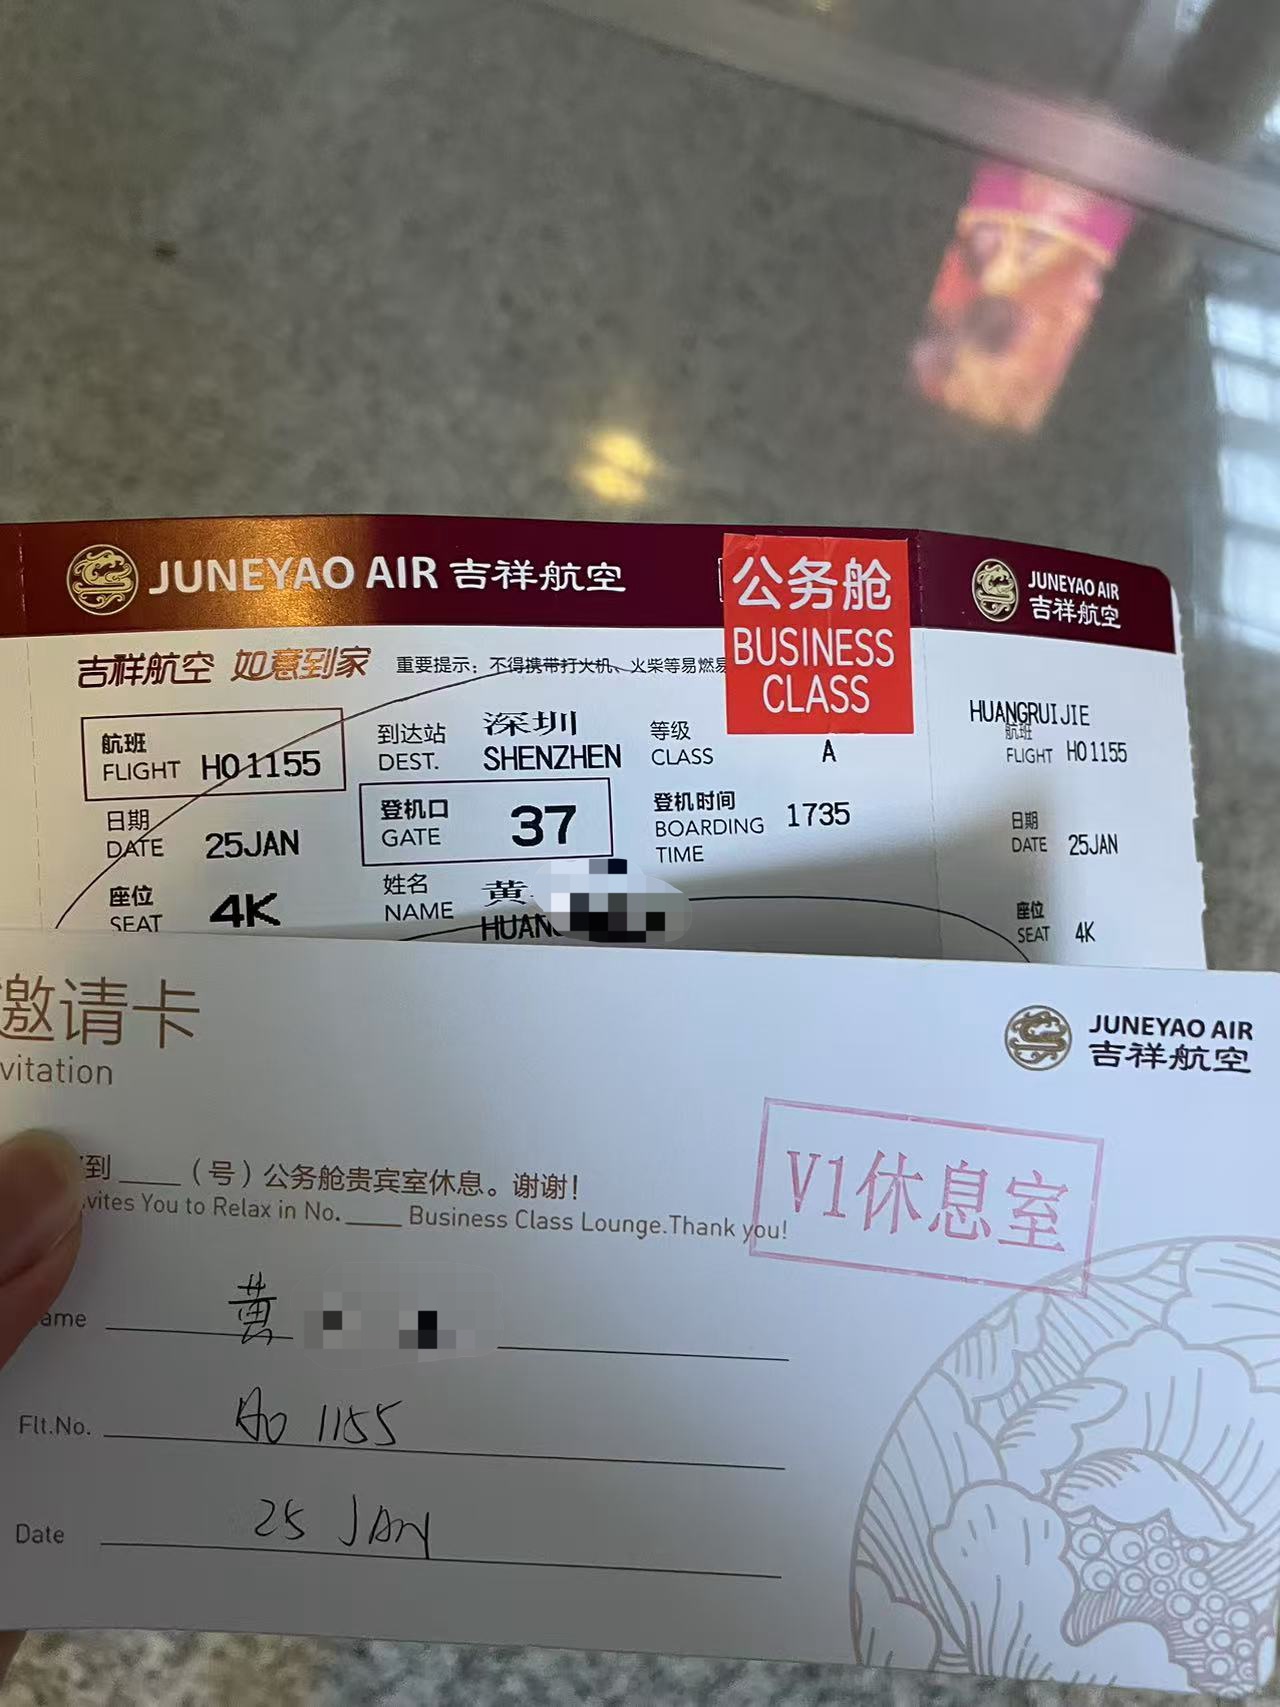 JUNEYAO AIR 吉祥航空
公务舱
BUSINESS
CLASS
JUNEYAO AIR
吉祥航空
吉祥航空 如意到家 重要提示:不得携带打火机、火柴等易燃
航班
FLIGHT HO1155
到达站
DEST. 深圳
SHENZHEN
等级
CLASS A
日期
DATE 25JAN
登机口
GATE 37
登机时间
BOARDING
TIME 1735
座位
SEAT 4K
姓名
NAME 黄
HUANG
HUANGRUIJIE
航班
FLIGHT HO1155
日期
DATE 25JAN
座位
SEAT 4K
邀请卡
vitation
JUNEYAO AIR
吉祥航空
到____(号)公务舱贵宾室休息。谢谢!
vites You to Relax in No.____ Business Class Lounge.Thank you!
V1休息室
ame 黄
Flt.No. HO 1155
Date 25 JAN